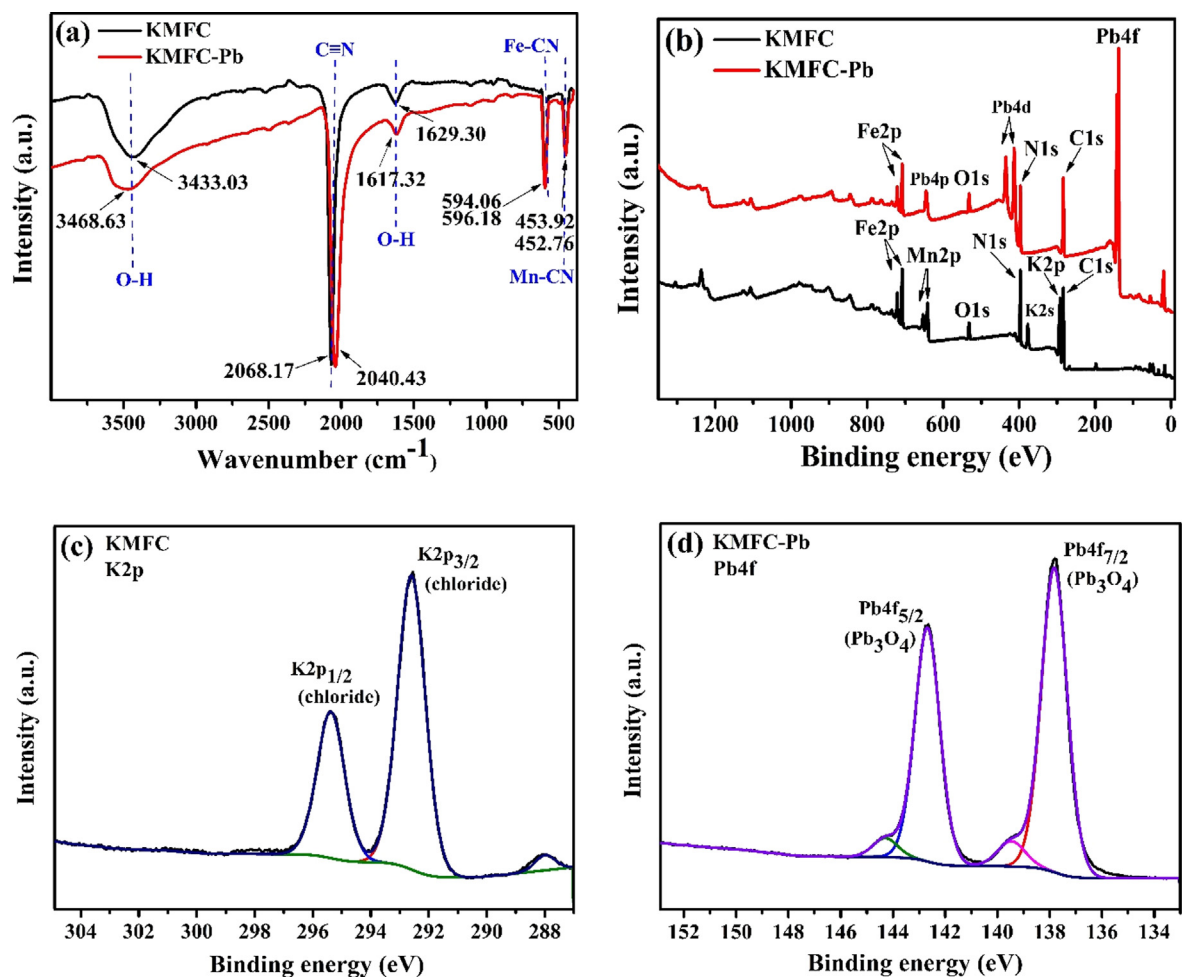 (a)
KMFC
KMFC-Pb
C≡N
Fe-CN
1629.30
3433.03
1617.32
594.06
596.18
453.92
452.76
3468.63
O-H
O-H
Mn-CN
2068.17
2040.43
Intensity (a.u.)
3500 3000 2500 2000 1500 1000 500
Wavenumber (cm-1)
(b)
KMFC
KMFC-Pb
Pb4f
Pb4d
Fe2p
N1s
C1s
Pb4p
O1s
Fe2p
Mn2p
N1s
K2p
C1s
O1s
K2s
Intensity (a.u.)
1200 1000 800 600 400 200 0
Binding energy (eV)
(c)
KMFC
K2p
K2p3/2
(chloride)
K2p1/2
(chloride)
Intensity (a.u.)
304 302 300 298 296 294 292 290 288
Binding energy (eV)
(d)
KMFC-Pb
Pb4f
Pb4f7/2
(Pb3O4)
Pb4f5/2
(Pb3O4)
Intensity (a.u.)
152 150 148 146 144 142 140 138 136 134
Binding energy (eV)